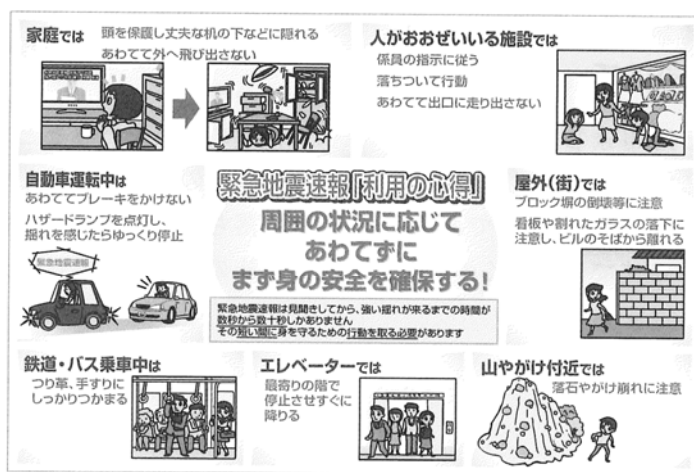 家庭では
頭を保護し丈夫な机の下などに隠れる
あわてて外へ飛び出さない
人がおおぜいいる施設では
係員の指示に従う
落ちついて行動
あわてて出口に走り出さない
自動車運転中は
あわててブレーキをかけない
ハザードランプを点灯し、
揺れを感じたらゆっくり停止
緊急地震速報
緊急地震速報「利用の心得」
周囲の状況に応じて
あわてずに
まず身の安全を確保する!
緊急地震速報は見聞きしてから、強い揺れが来るまでの時間が
数秒から数十秒しかありません
その短い間に身を守るための行動を取る必要があります
屋外(街)では
ブロック塀の倒壊等に注意
看板や割れたガラスの落下に
注意し、ビルのそばから離れる
鉄道・バス乗車中は
つり革、手すりに
しっかりつかまる
エレベーターでは
最寄りの階で
停止させすぐに
降りる
山やがけ付近では
落石やがけ崩れに注意